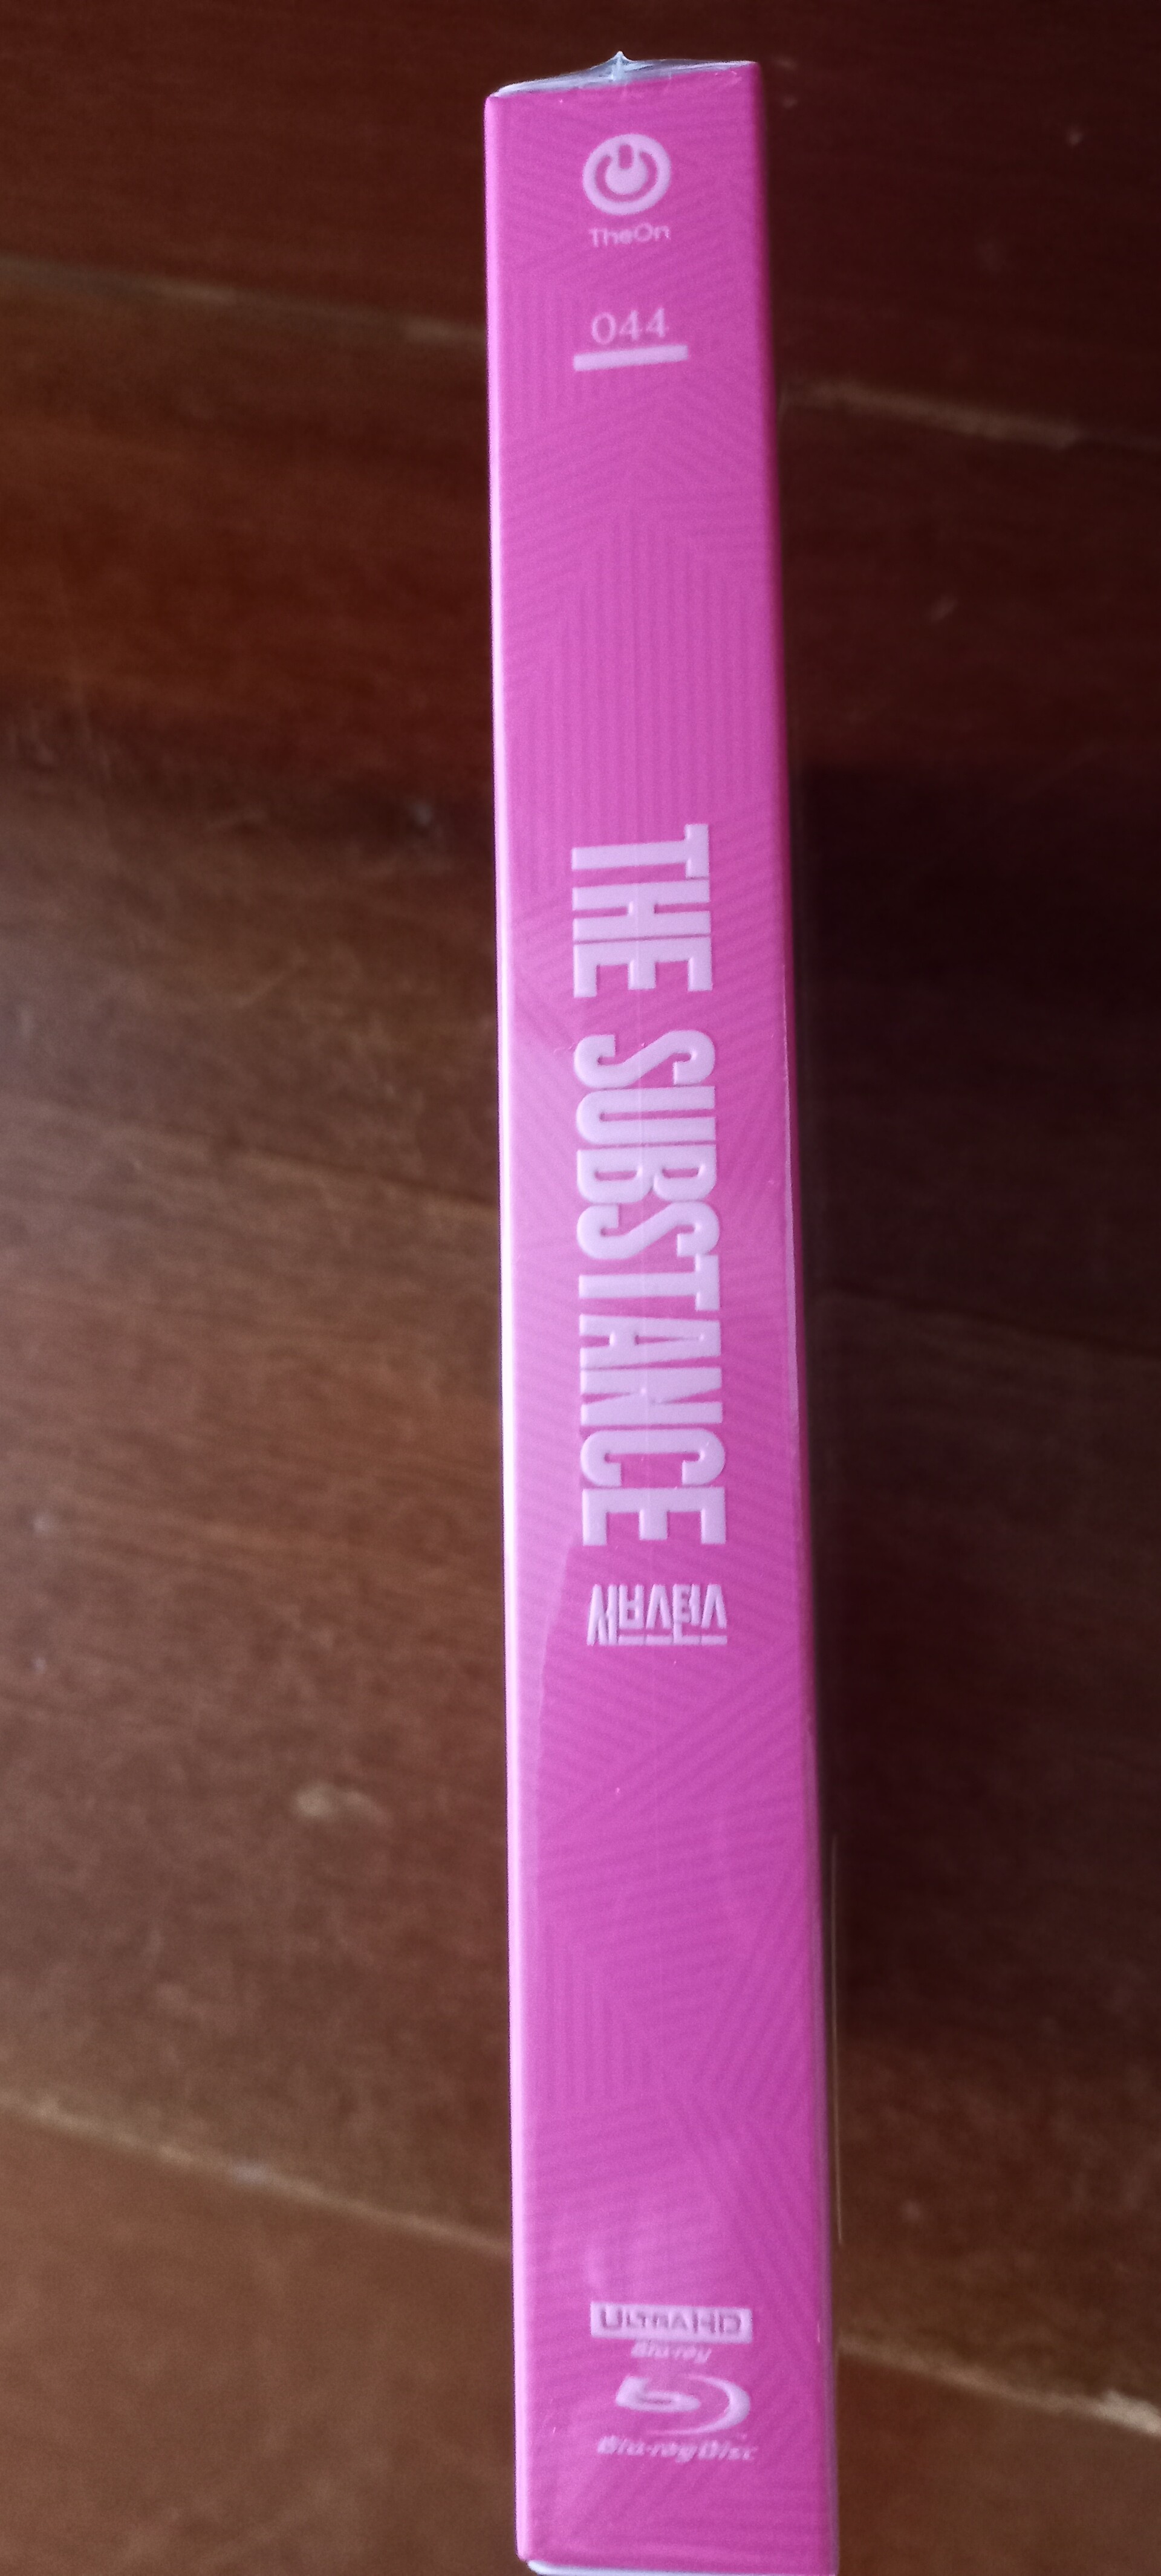 TheOn
044
THE SUBSTANCE
서브스턴스
ULTRA HD
Blu-ray
Blu-ray Disc